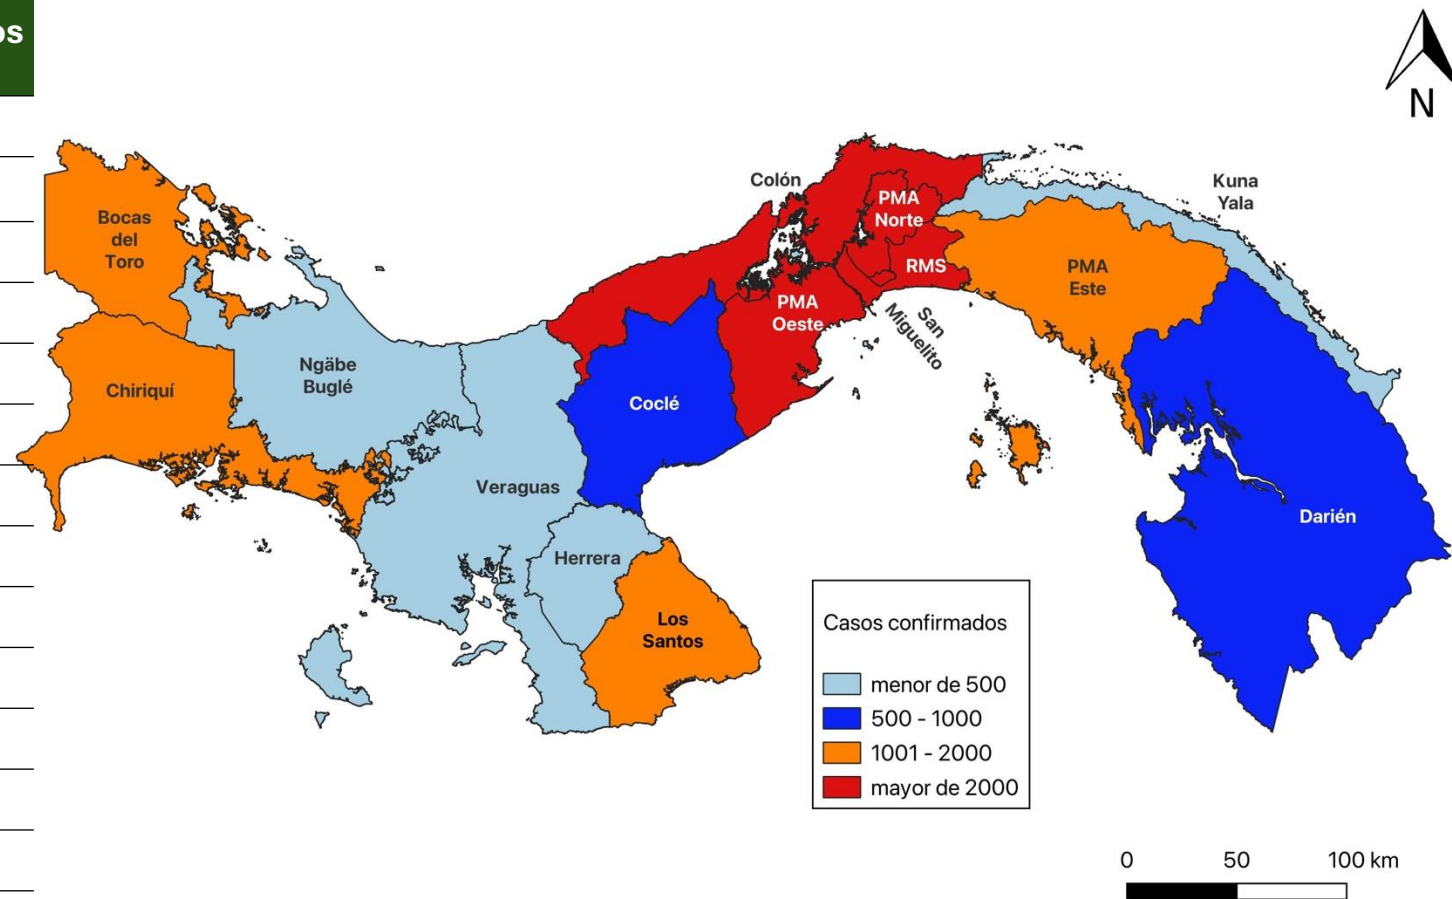 os
N
Colón
Kuna
Yala
PMA
Norte
Bocas
del
Toro
RMS
PMA
Este
PMA
Oeste
San
Miguelito
Ngäbe
Buglé
Chiriquí
Coclé
Veraguas
Darién
Herrera
Los
Santos
Casos confirmados
menor de 500
500 - 1000
1001 - 2000
mayor de 2000
0 50 100 km